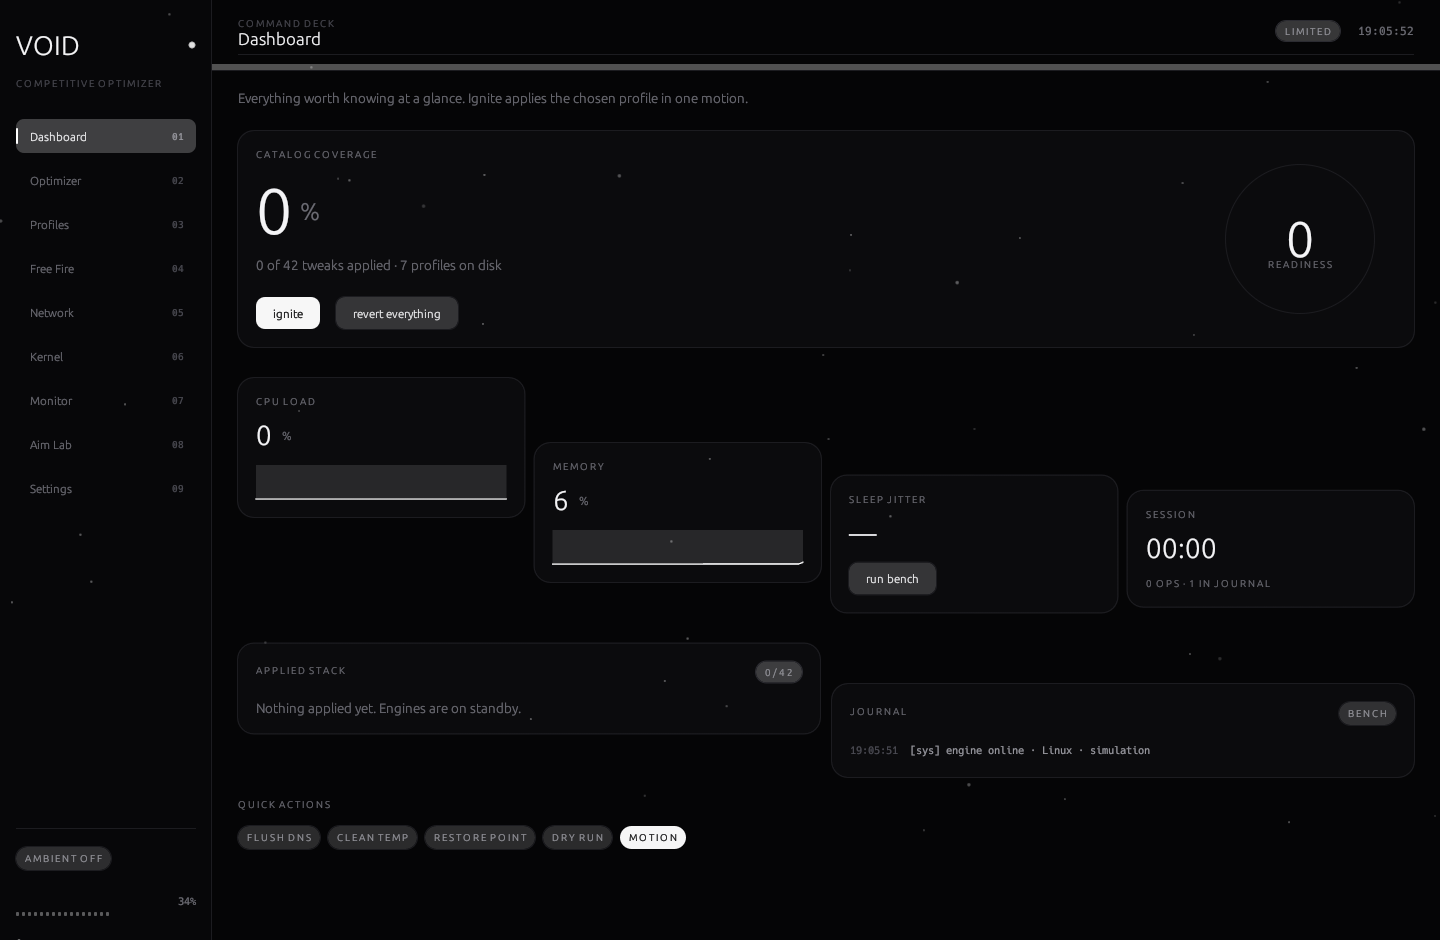 VOID
COMPETITIVE OPTIMIZER
Dashboard 01
Optimizer 02
Profiles 03
Free Fire 04
Network 05
Kernel 06
Monitor 07
Aim Lab 08
Settings 09
AMBIENT OFF
34%
COMMAND DECK
Dashboard
LIMITED 19:05:52
Everything worth knowing at a glance. Ignite applies the chosen profile in one motion.
CATALOG COVERAGE
0 %
0 of 42 tweaks applied · 7 profiles on disk
ignite revert everything
0
READINESS
CPU LOAD
0 %
MEMORY
6 %
SLEEP JITTER
—
run bench
SESSION
00:00
0 OPS · 1 IN JOURNAL
APPLIED STACK 0/42
Nothing applied yet. Engines are on standby.
JOURNAL BENCH
19:05:51 [sys] engine online · Linux · simulation
QUICK ACTIONS
FLUSH DNS CLEAN TEMP RESTORE POINT DRY RUN MOTION